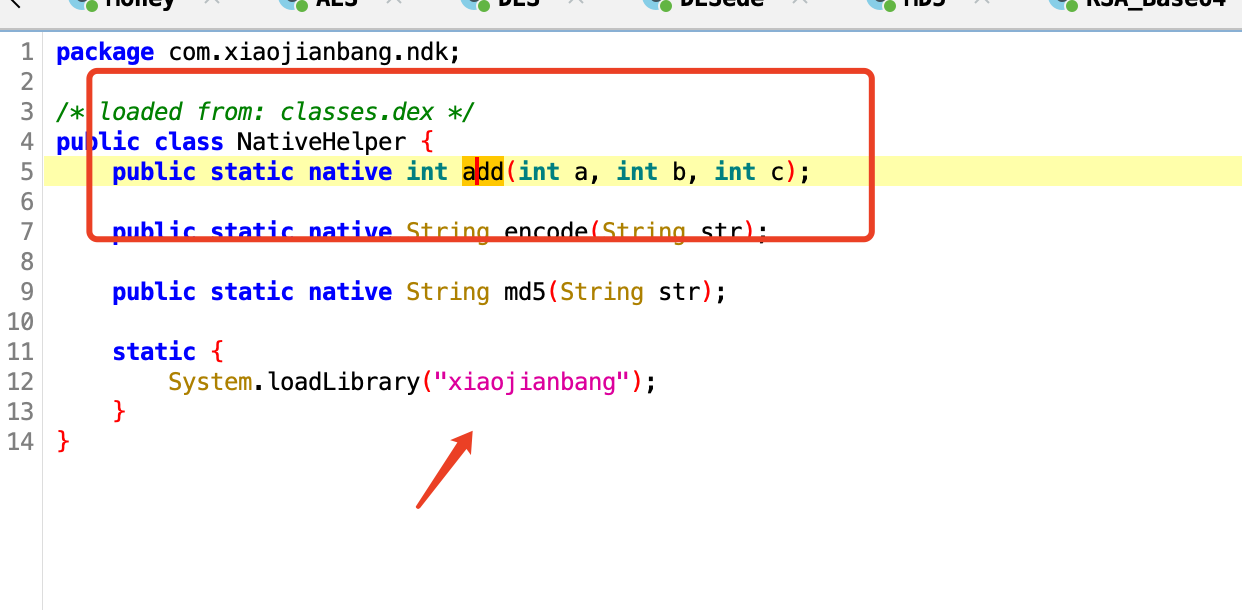 Money AES DES DESede MD5 RSA_Base64
1 package com.xiaojianbang.ndk;
2
3 /* loaded from: classes.dex */
4 public class NativeHelper {
5 public static native int add(int a, int b, int c);
6
7 public static native String encode(String str);
8
9 public static native String md5(String str);
10
11 static {
12 System.loadLibrary("xiaojianbang");
13 }
14 }